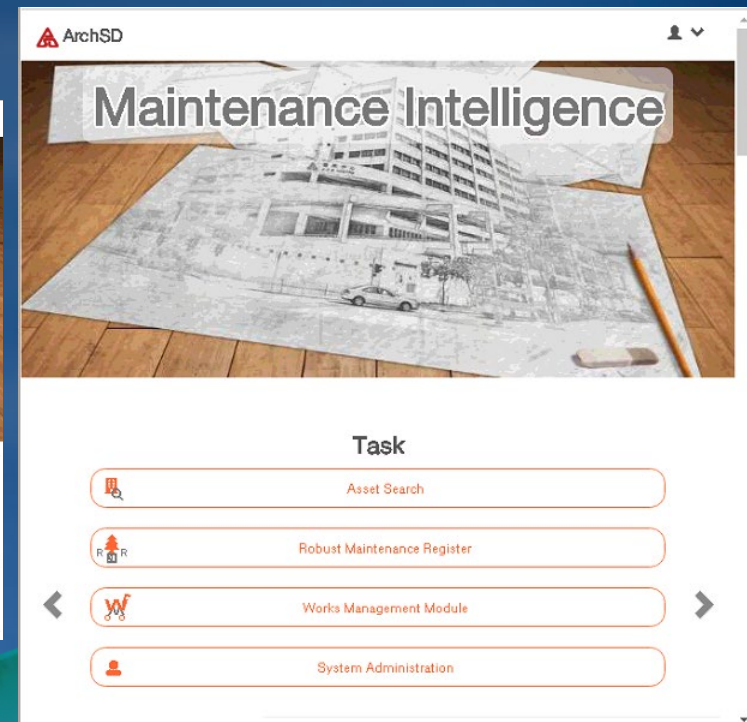 ArchSD
Maintenance Intelligence
Task
Asset Search
R R
Robust Maintenance Register
Works Management Module
System Administration